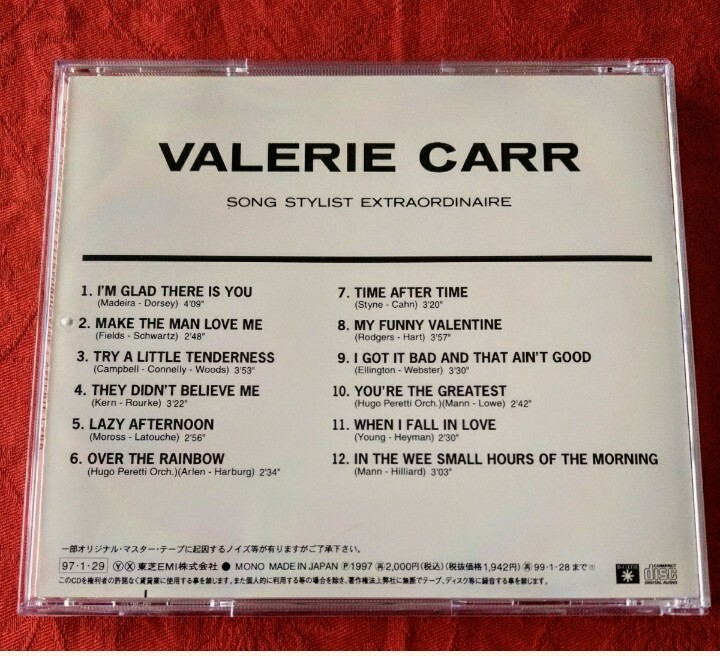 VALERIE CARR
SONG STYLIST EXTRAORDINAIRE
1. I'M GLAD THERE IS YOU
(Madeira - Dorsey) 4'09"
2. MAKE THE MAN LOVE ME
(Fields - Schwartz) 2'48"
3. TRY A LITTLE TENDERNESS
(Campbell - Connelly - Woods) 3'53"
4. THEY DIDN'T BELIEVE ME
(Kern - Rourke) 3'22"
5. LAZY AFTERNOON
(Moross - Latouche) 2'56"
6. OVER THE RAINBOW
(Hugo Peretti Orch.)(Arlen - Harburg) 2'34"
7. TIME AFTER TIME
(Styne - Cahn) 3'20"
8. MY FUNNY VALENTINE
(Rodgers - Hart) 3'57"
9. I GOT IT BAD AND THAT AIN'T GOOD
(Ellington - Webster) 3'30"
10. YOU'RE THE GREATEST
(Hugo Peretti Orch.)(Mann - Lowe) 2'42"
11. WHEN I FALL IN LOVE
(Young - Heyman) 2'30"
12. IN THE WEE SMALL HOURS OF THE MORNING
(Mann - Hilliard) 3'03"
一部オリジナル・マスター・テープに起因するノイズ等が有りますがご了承下さい。
97・1・29 Ⓨ Ⓧ 東芝EMI株式会社 ● MONO MADE IN JAPAN Ⓟ1997 再2,000円(税込)(税抜価格1,942円) 再99・1・28まで
このCDを権利者の許諾なく賃貸業に使用する事を禁じます。また個人的に利用する等の場合を除き、著作権法上弊社に無断でテープ、ディスク等に録音する事を禁じます。
COMPACT
disc
DIGITAL AUDIO